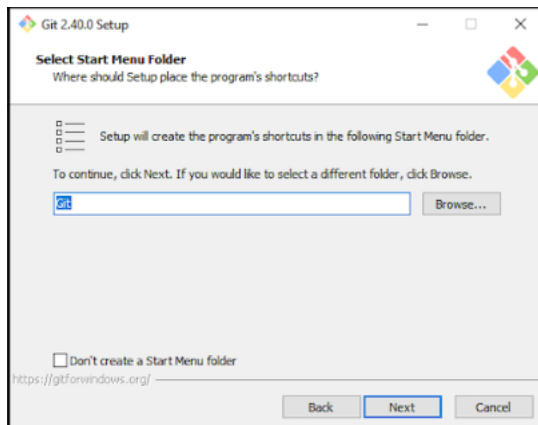 Git 2.40.0 Setup
Select Start Menu Folder
Where should Setup place the program's shortcuts?
Setup will create the program's shortcuts in the following Start Menu folder.
To continue, click Next. If you would like to select a different folder, click Browse.
Git
Browse...
Don't create a Start Menu folder
https://gitforwindows.org/
Back
Next
Cancel